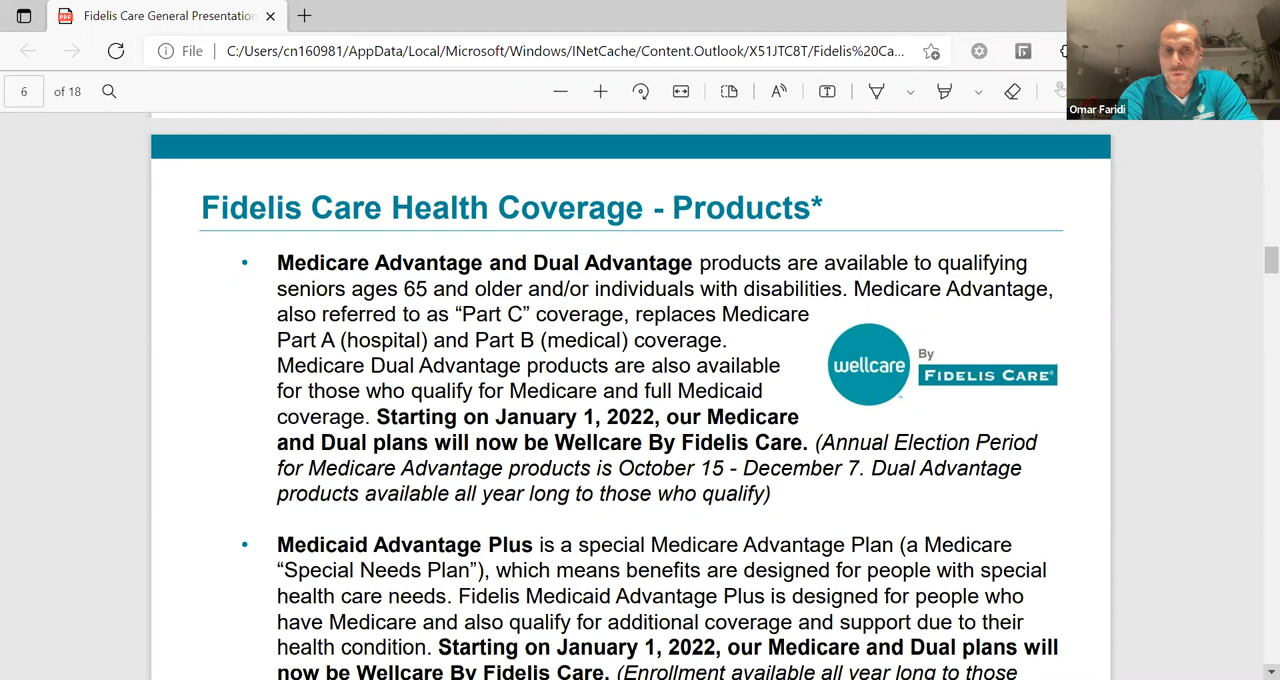 Fidelis Care General Presentation
File
C:/Users/cn160981/AppData/Local/Microsoft/Windows/INetCache/Content.Outlook/X51JTC8T/Fidelis%20Ca...
6 of 18
Omar Faridi
Fidelis Care Health Coverage - Products*
• Medicare Advantage and Dual Advantage products are available to qualifying
seniors ages 65 and older and/or individuals with disabilities. Medicare Advantage,
also referred to as “Part C” coverage, replaces Medicare
Part A (hospital) and Part B (medical) coverage.
Medicare Dual Advantage products are also available
for those who qualify for Medicare and full Medicaid
coverage. Starting on January 1, 2022, our Medicare
and Dual plans will now be Wellcare By Fidelis Care. (Annual Election Period
for Medicare Advantage products is October 15 - December 7. Dual Advantage
products available all year long to those who qualify)
wellcare
By
FIDELIS CARE®
• Medicaid Advantage Plus is a special Medicare Advantage Plan (a Medicare
“Special Needs Plan”), which means benefits are designed for people with special
health care needs. Fidelis Medicaid Advantage Plus is designed for people who
have Medicare and also qualify for additional coverage and support due to their
health condition. Starting on January 1, 2022, our Medicare and Dual plans will
now be Wellcare By Fidelis Care. (Enrollment available all year long to those